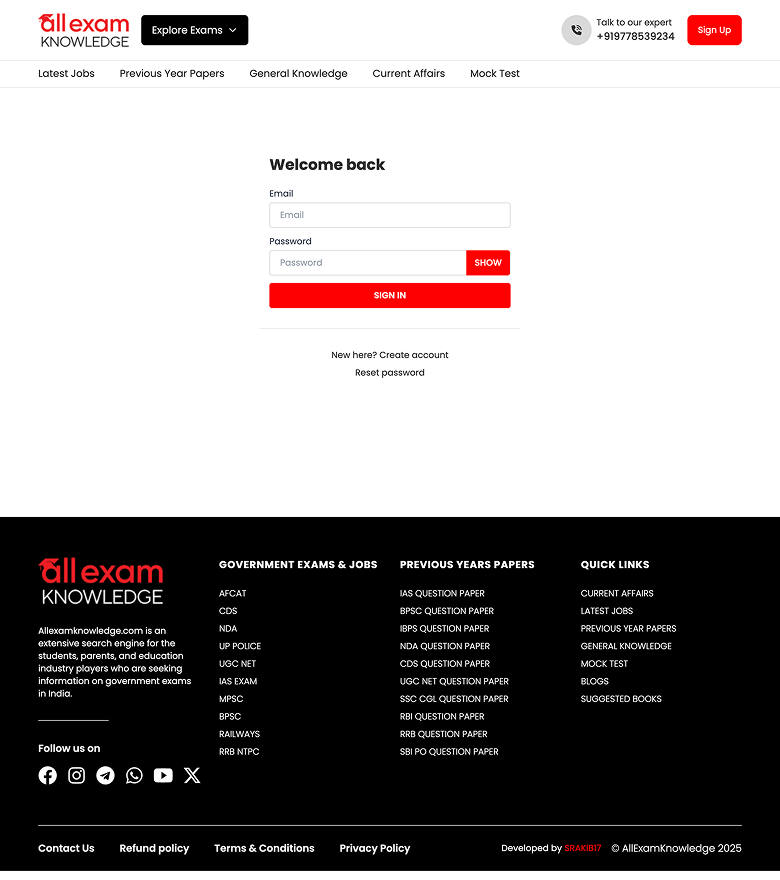 all exam
KNOWLEDGE
Explore Exams
Talk to our expert
+919778539234
Sign Up
Latest Jobs
Previous Year Papers
General Knowledge
Current Affairs
Mock Test
Welcome back
Email
Email
Password
Password
SHOW
SIGN IN
New here? Create account
Reset password
all exam
KNOWLEDGE
Allexamknowledge.com is an
extensive search engine for the
students, parents, and education
industry players who are seeking
information on government exams
in India.
Follow us on
GOVERNMENT EXAMS & JOBS
AFCAT
CDS
NDA
UP POLICE
UGC NET
IAS EXAM
MPSC
BPSC
RAILWAYS
RRB NTPC
PREVIOUS YEARS PAPERS
IAS QUESTION PAPER
BPSC QUESTION PAPER
IBPS QUESTION PAPER
NDA QUESTION PAPER
CDS QUESTION PAPER
UGC NET QUESTION PAPER
SSC CGL QUESTION PAPER
RBI QUESTION PAPER
RRB QUESTION PAPER
SBI PO QUESTION PAPER
QUICK LINKS
CURRENT AFFAIRS
LATEST JOBS
PREVIOUS YEAR PAPERS
GENERAL KNOWLEDGE
MOCK TEST
BLOGS
SUGGESTED BOOKS
Contact Us
Refund policy
Terms & Conditions
Privacy Policy
Developed by SRAKIB17
© AllExamKnowledge 2025